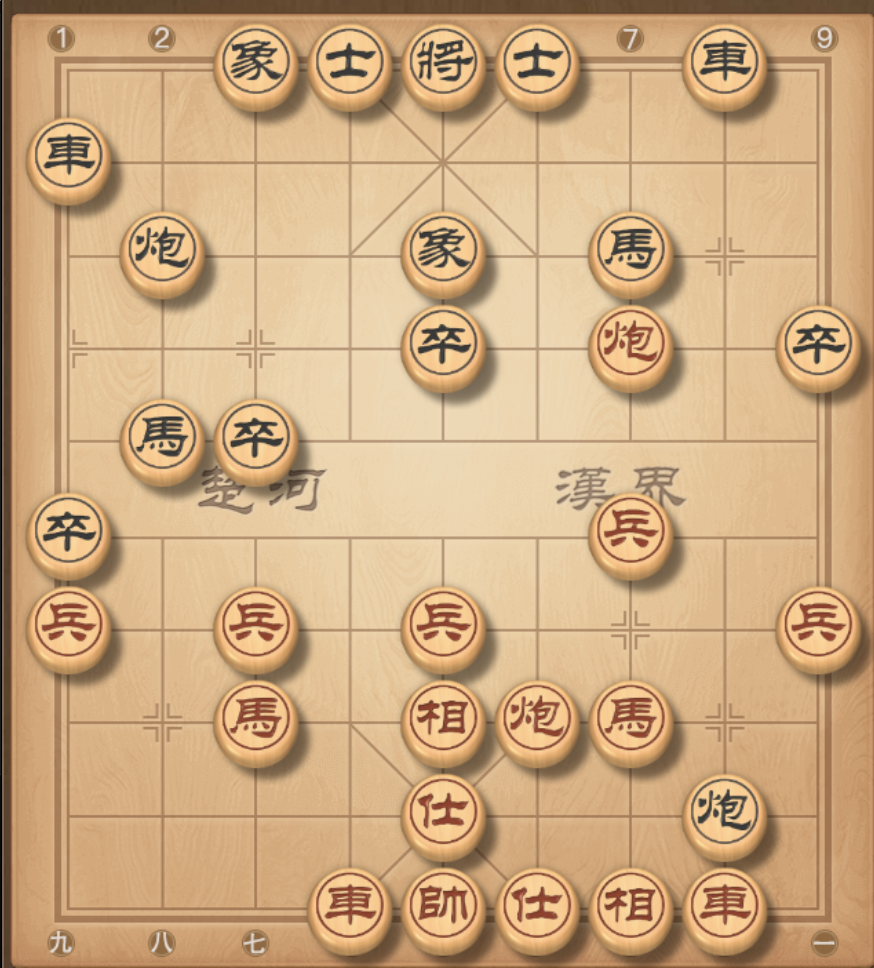 1 2 7 9
象 士 將 士 車
車
炮 象 馬
卒 炮 卒
馬 卒
楚河 漢界
卒 兵
兵 兵 兵 兵
馬 相 炮 馬
仕 炮
車 帥 仕 相 車
九 八 七 一